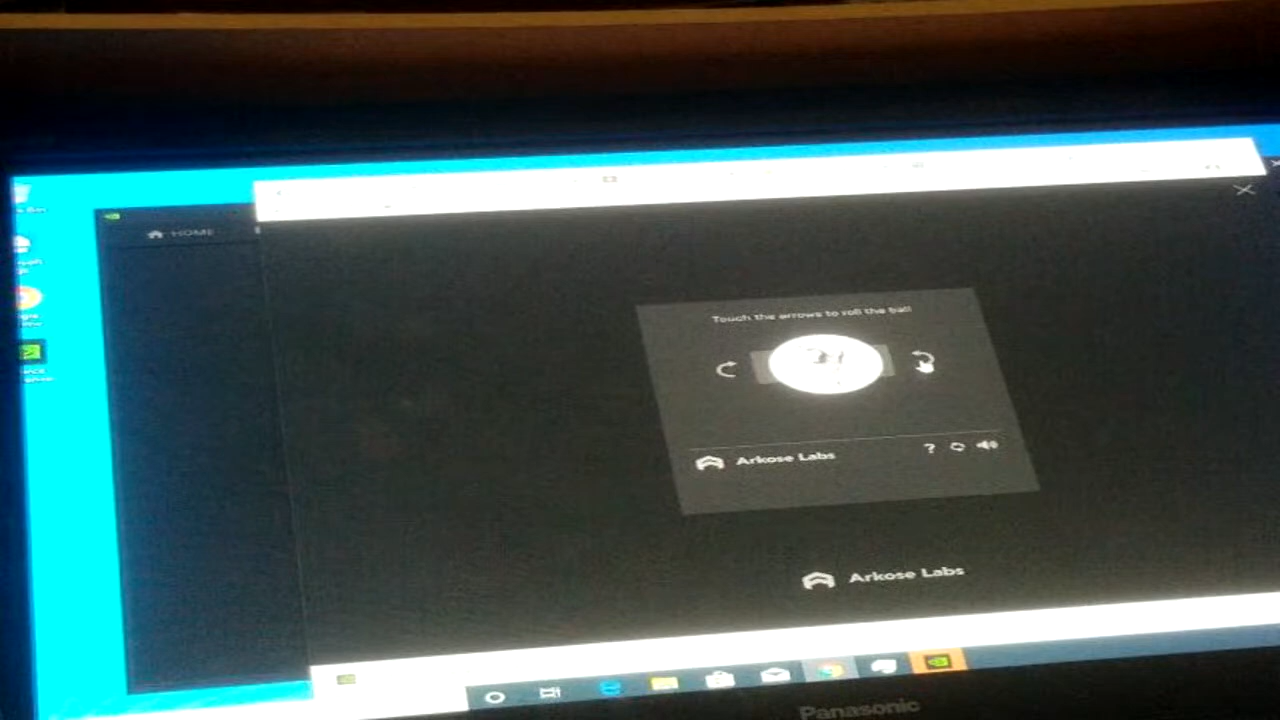 HOME
Touch the arrows to roll the ball
Arkose Labs
?
Arkose Labs
Panasonic